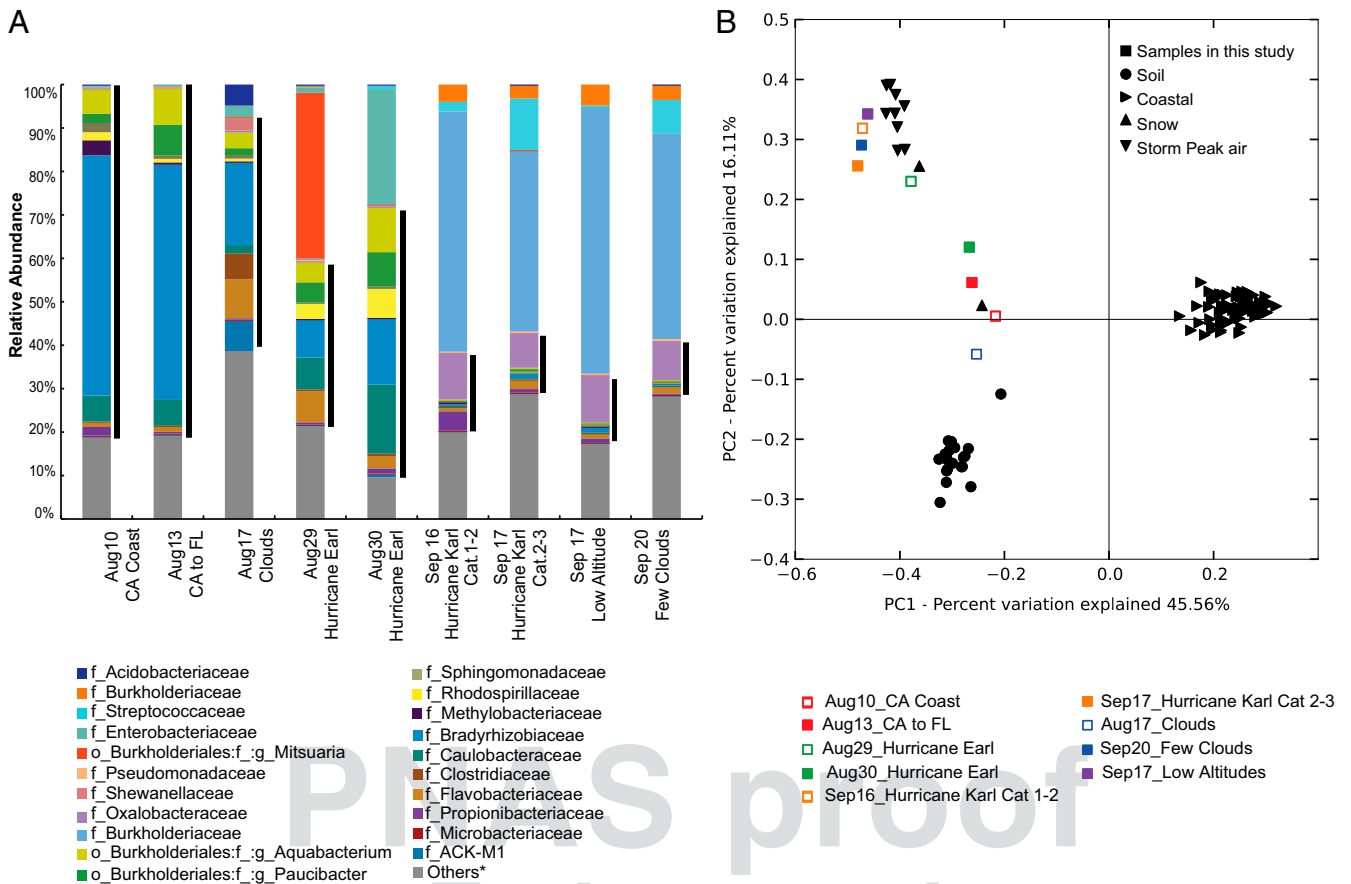 A
100%
90%
80%
70%
60%
50%
40%
30%
20%
10%
0%
Relative Abundance
Aug10
CA Coast
Aug13
CA to FL
Aug17
Clouds
Aug29
Hurricane Earl
Aug30
Hurricane Earl
Sep 16
Hurricane Karl
Cat.1-2
Sep 17
Hurricane Karl
Cat.2-3
Sep 17
Low Altitude
Sep 20
Few Clouds
f_Acidobacteriaceae
f_Burkholderiaceae
f_Streptococcaceae
f_Enterobacteriaceae
o_Burkholderiales:f_:g_Mitsuaria
f_Pseudomonadaceae
f_Shewanellaceae
f_Oxalobacteraceae
f_Burkholderiaceae
o_Burkholderiales:f_:g_Aquabacterium
o_Burkholderiales:f_:g_Paucibacter
f_Sphingomonadaceae
f_Rhodospirillaceae
f_Methylobacteriaceae
f_Bradyrhizobiaceae
f_Caulobacteraceae
f_Clostridiaceae
f_Flavobacteriaceae
f_Propionibacteriaceae
f_Microbacteriaceae
f_ACK-M1
Others*
B
0.5
0.4
0.3
0.2
0.1
0.0
−0.1
−0.2
−0.3
−0.4
PC2 - Percent variation explained 16.11%
−0.6
−0.4
−0.2
0.0
0.2
PC1 - Percent variation explained 45.56%
Samples in this study
Soil
Coastal
Snow
Storm Peak air
Aug10_CA Coast
Aug13_CA to FL
Aug29_Hurricane Earl
Aug30_Hurricane Earl
Sep16_Hurricane Karl Cat 1-2
Sep17_Hurricane Karl Cat 2-3
Aug17_Clouds
Sep20_Few Clouds
Sep17_Low Altitudes
PNAS proof